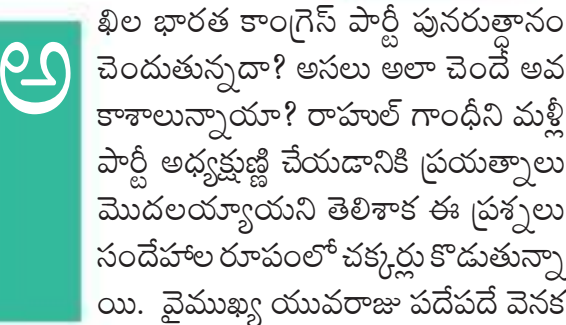 అఖిల భారత కాంగ్రెస్ పార్టీ పునరుత్థానం
చెందుతున్నదా? అసలు అలా చెందే అవ
కాశాలున్నాయా? రాహుల్ గాంధీని మళ్లీ
పార్టీ అధ్యక్షుణ్ణి చేయడానికి ప్రయత్నాలు
మొదలయ్యాయని తెలిశాక ఈ ప్రశ్నలు
సందేహాల రూపంలో చక్కర్లు కొడుతున్నా
యి. వైముఖ్య యువరాజు పదేపదే వెనక